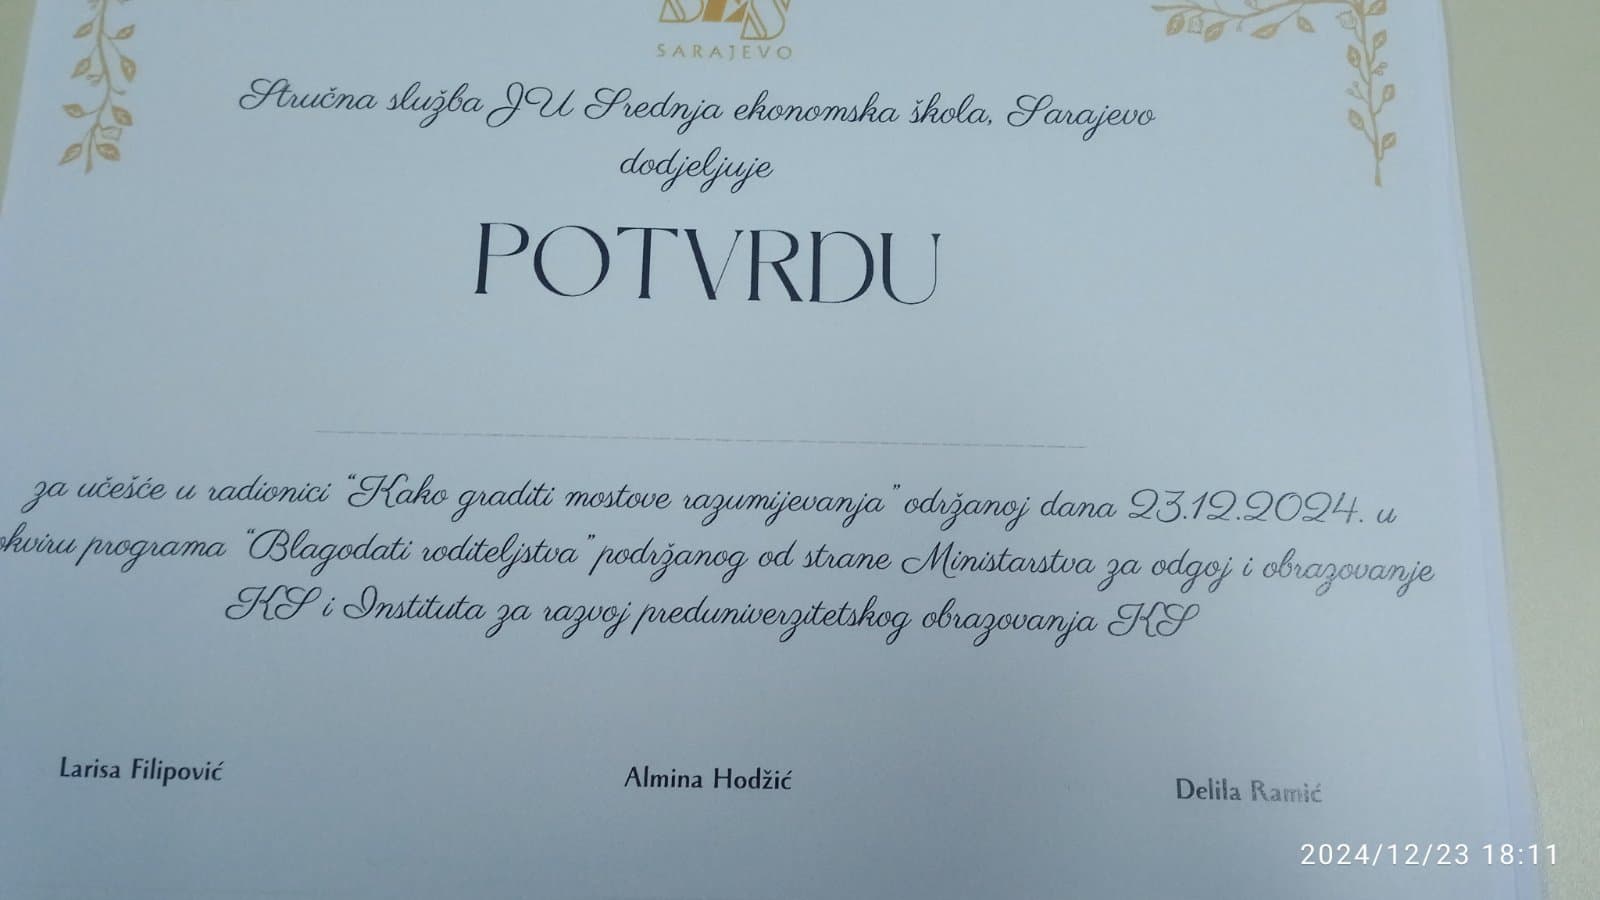 SES
SARAJEVO
Stručna služba JU Srednja ekonomska škola, Sarajevo
dodjeljuje
POTVRDU
za učešće u radionici “Kako graditi mostove razumijevanja” održanoj dana 23.12.2024. u
okviru programa “Blagodati roditeljstva” podržanog od strane Ministarstva za odgoj i obrazovanje
KS i Instituta za razvoj preduniverzitetskog obrazovanja KS
Larisa Filipović
Almina Hodžić
Delila Ramić
2024/12/23 18:11